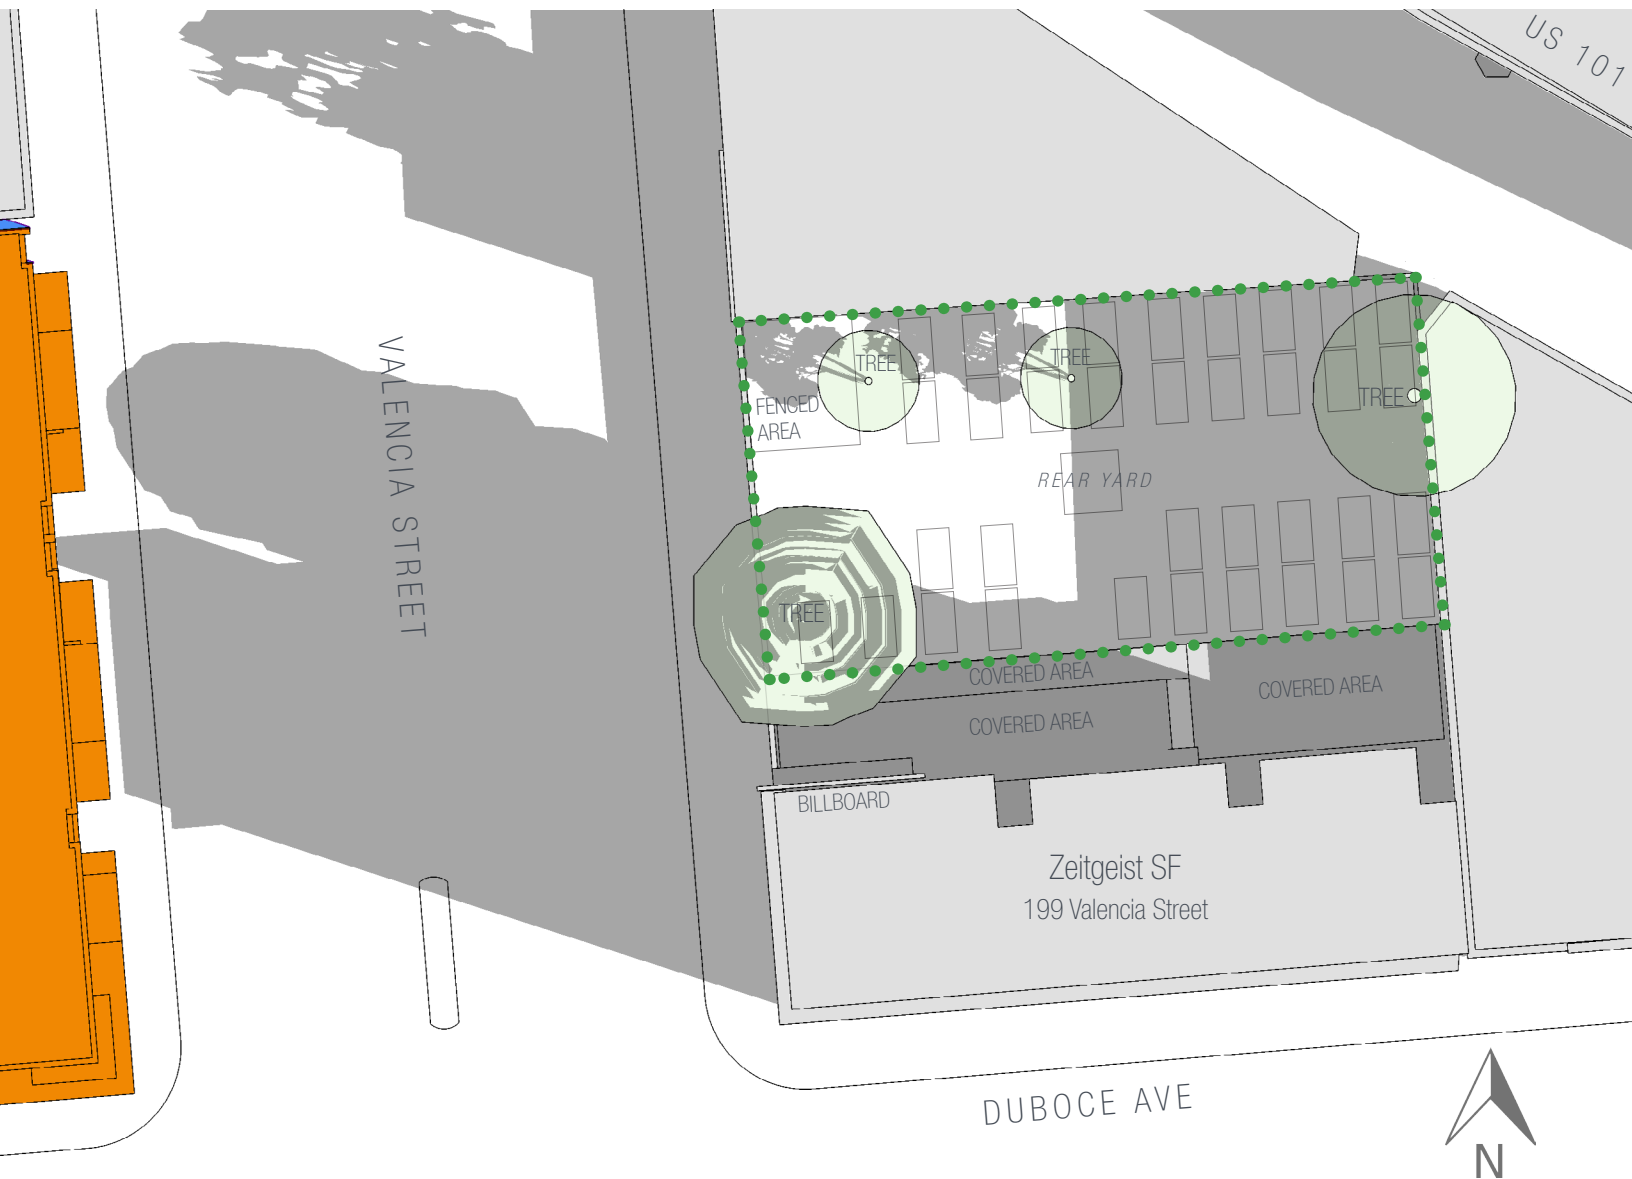 US 101
VALENCIA STREET
TREE
TREE
TREE
FENCED
AREA
REAR YARD
TREE
COVERED AREA
COVERED AREA
COVERED AREA
BILLBOARD
Zeitgeist SF
199 Valencia Street
DUBOCE AVE
N